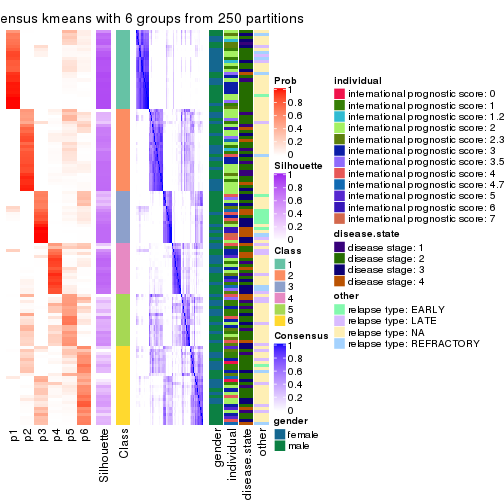 ensus kmeans with 6 groups from 250 partitions
Prob
1
0.8
0.6
0.4
0.2
0
Silhouette
1
0.8
0.6
0.4
0.2
0
Class
1
2
3
4
5
6
Consensus
1
0.8
0.6
0.4
0.2
0
gender
female
male
individual
international prognostic score: 0
international prognostic score: 1
international prognostic score: 1.2
international prognostic score: 2
international prognostic score: 2.3
international prognostic score: 3
international prognostic score: 3.5
international prognostic score: 4
international prognostic score: 4.7
international prognostic score: 5
international prognostic score: 6
international prognostic score: 7
disease.state
disease stage: 1
disease stage: 2
disease stage: 3
disease stage: 4
other
relapse type: EARLY
relapse type: LATE
relapse type: NA
relapse type: REFRACTORY
p1
p2
p3
p4
p5
p6
Silhouette
Class
gender
individual
disease.state
other